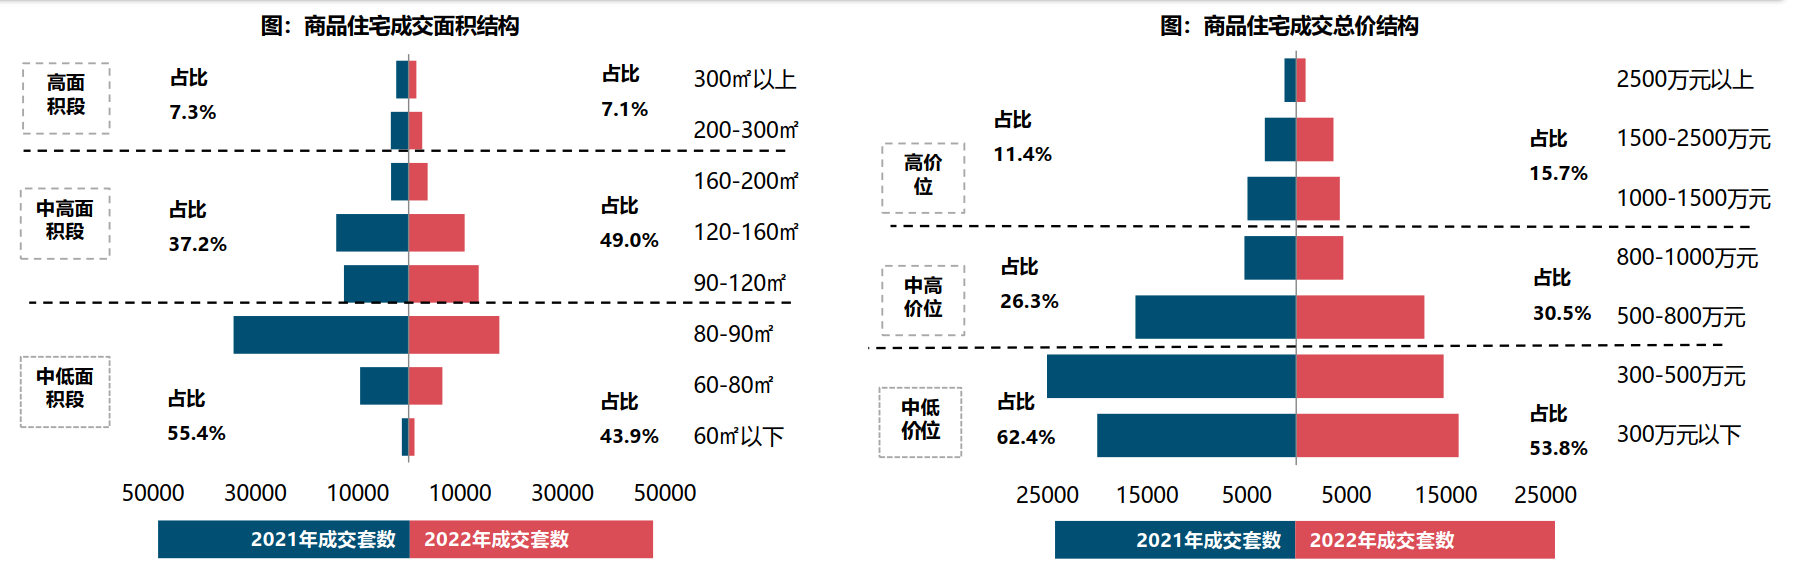 图：商品住宅成交面积结构
高面
积段
占比
7.3%
占比
7.1%
300㎡以上
200-300㎡
中高面
积段
占比
37.2%
占比
49.0%
160-200㎡
120-160㎡
90-120㎡
中低面
积段
占比
55.4%
占比
43.9%
80-90㎡
60-80㎡
60㎡以下
50000 30000 10000 10000 30000 50000
2021年成交套数 2022年成交套数
图：商品住宅成交总价结构
高价
位
占比
11.4%
占比
15.7%
2500万元以上
1500-2500万元
1000-1500万元
中高
价位
占比
26.3%
占比
30.5%
800-1000万元
500-800万元
中低
价位
占比
62.4%
占比
53.8%
300-500万元
300万元以下
25000 15000 5000 5000 15000 25000
2021年成交套数 2022年成交套数